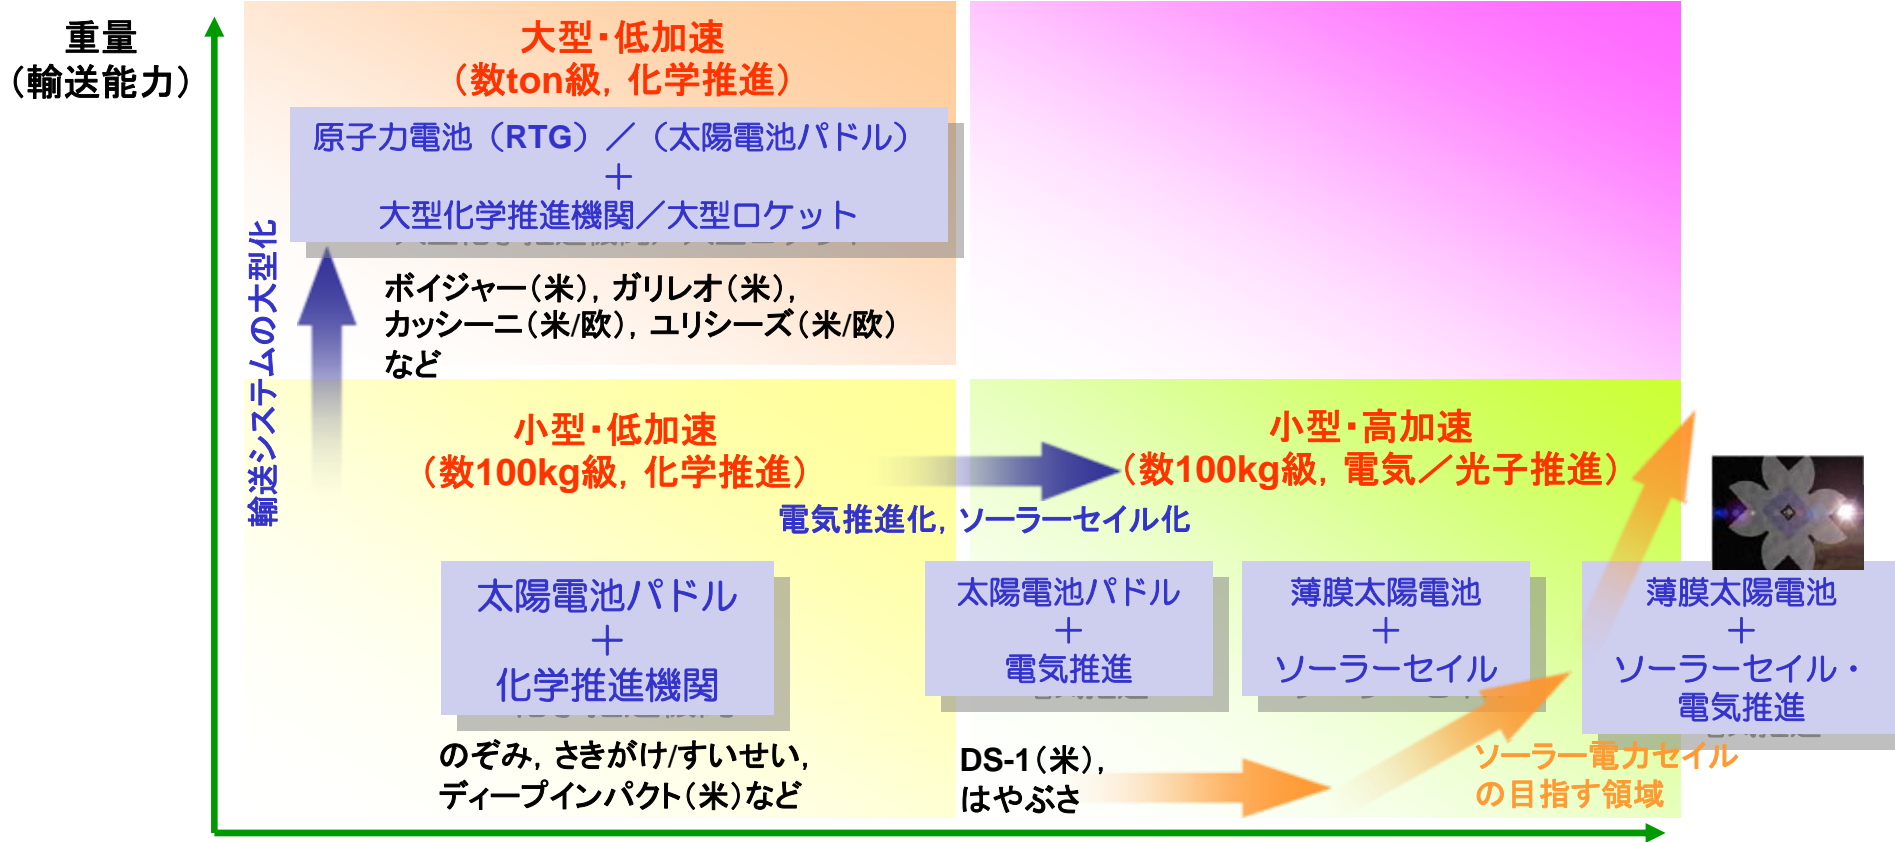 重量
（輸送能力）
大型・低加速
（数ton級，化学推進）
原子力電池（RTG）／（太陽電池パドル）
＋
大型化学推進機関／大型ロケット
輸送システムの大型化
ボイジャー（米），ガリレオ（米），
カッシーニ（米/欧），ユリシーズ（米/欧）
など
小型・低加速
（数100kg級，化学推進）
小型・高加速
（数100kg級，電気／光子推進）
電気推進化，ソーラーセイル化
太陽電池パドル
＋
化学推進機関
太陽電池パドル
＋
電気推進
薄膜太陽電池
＋
ソーラーセイル
薄膜太陽電池
＋
ソーラーセイル・
電気推進
のぞみ，さきがけ/すいせい，
ディープインパクト（米）など
DS-1（米），
はやぶさ
ソーラー電力セイル
の目指す領域